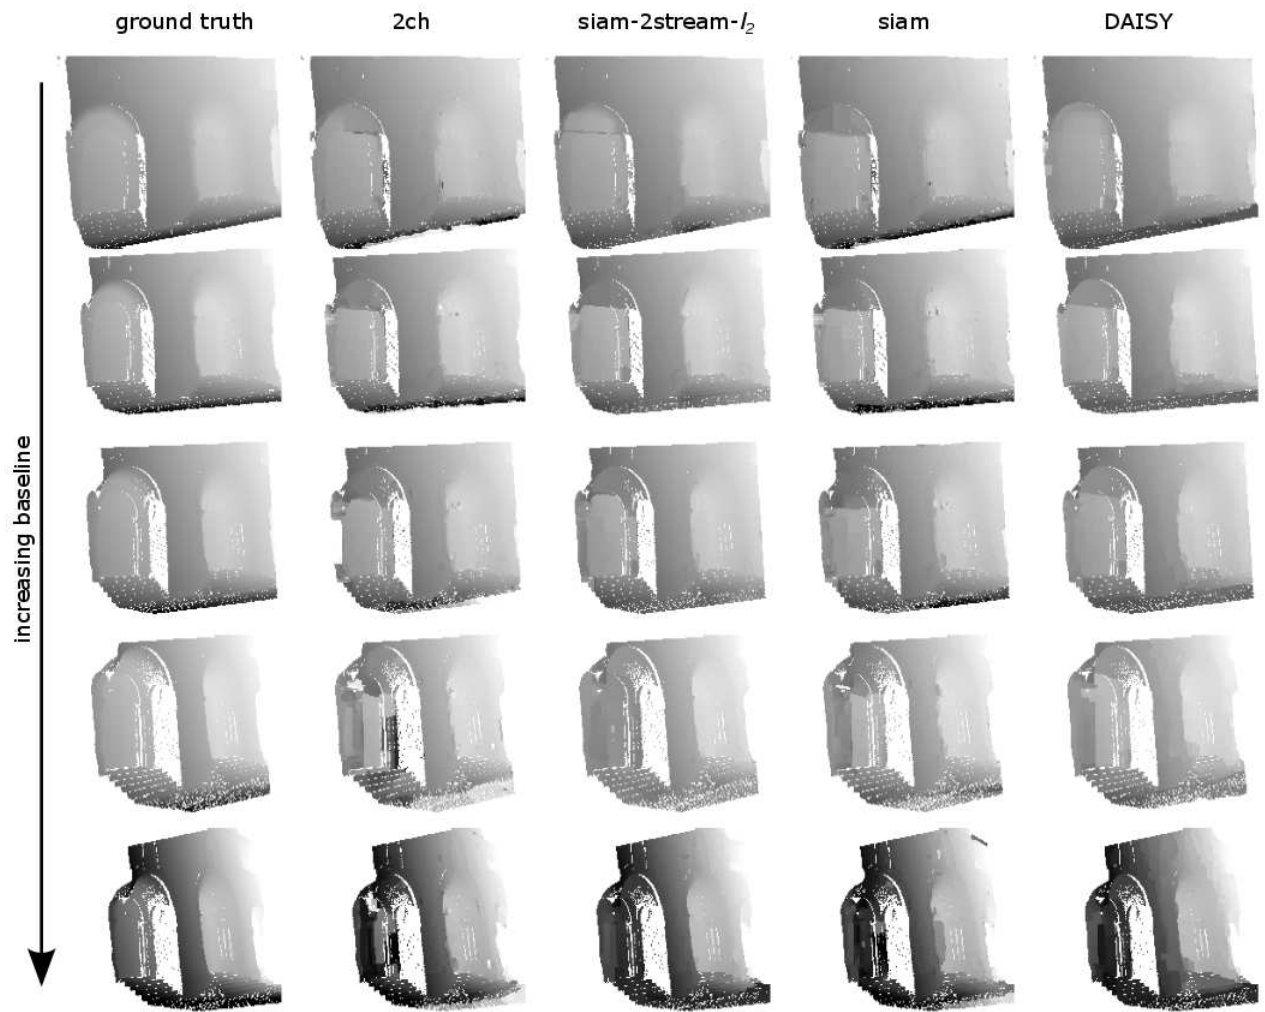 ground truth 2ch siam-2stream-l₂ siam DAISY
increasing baseline